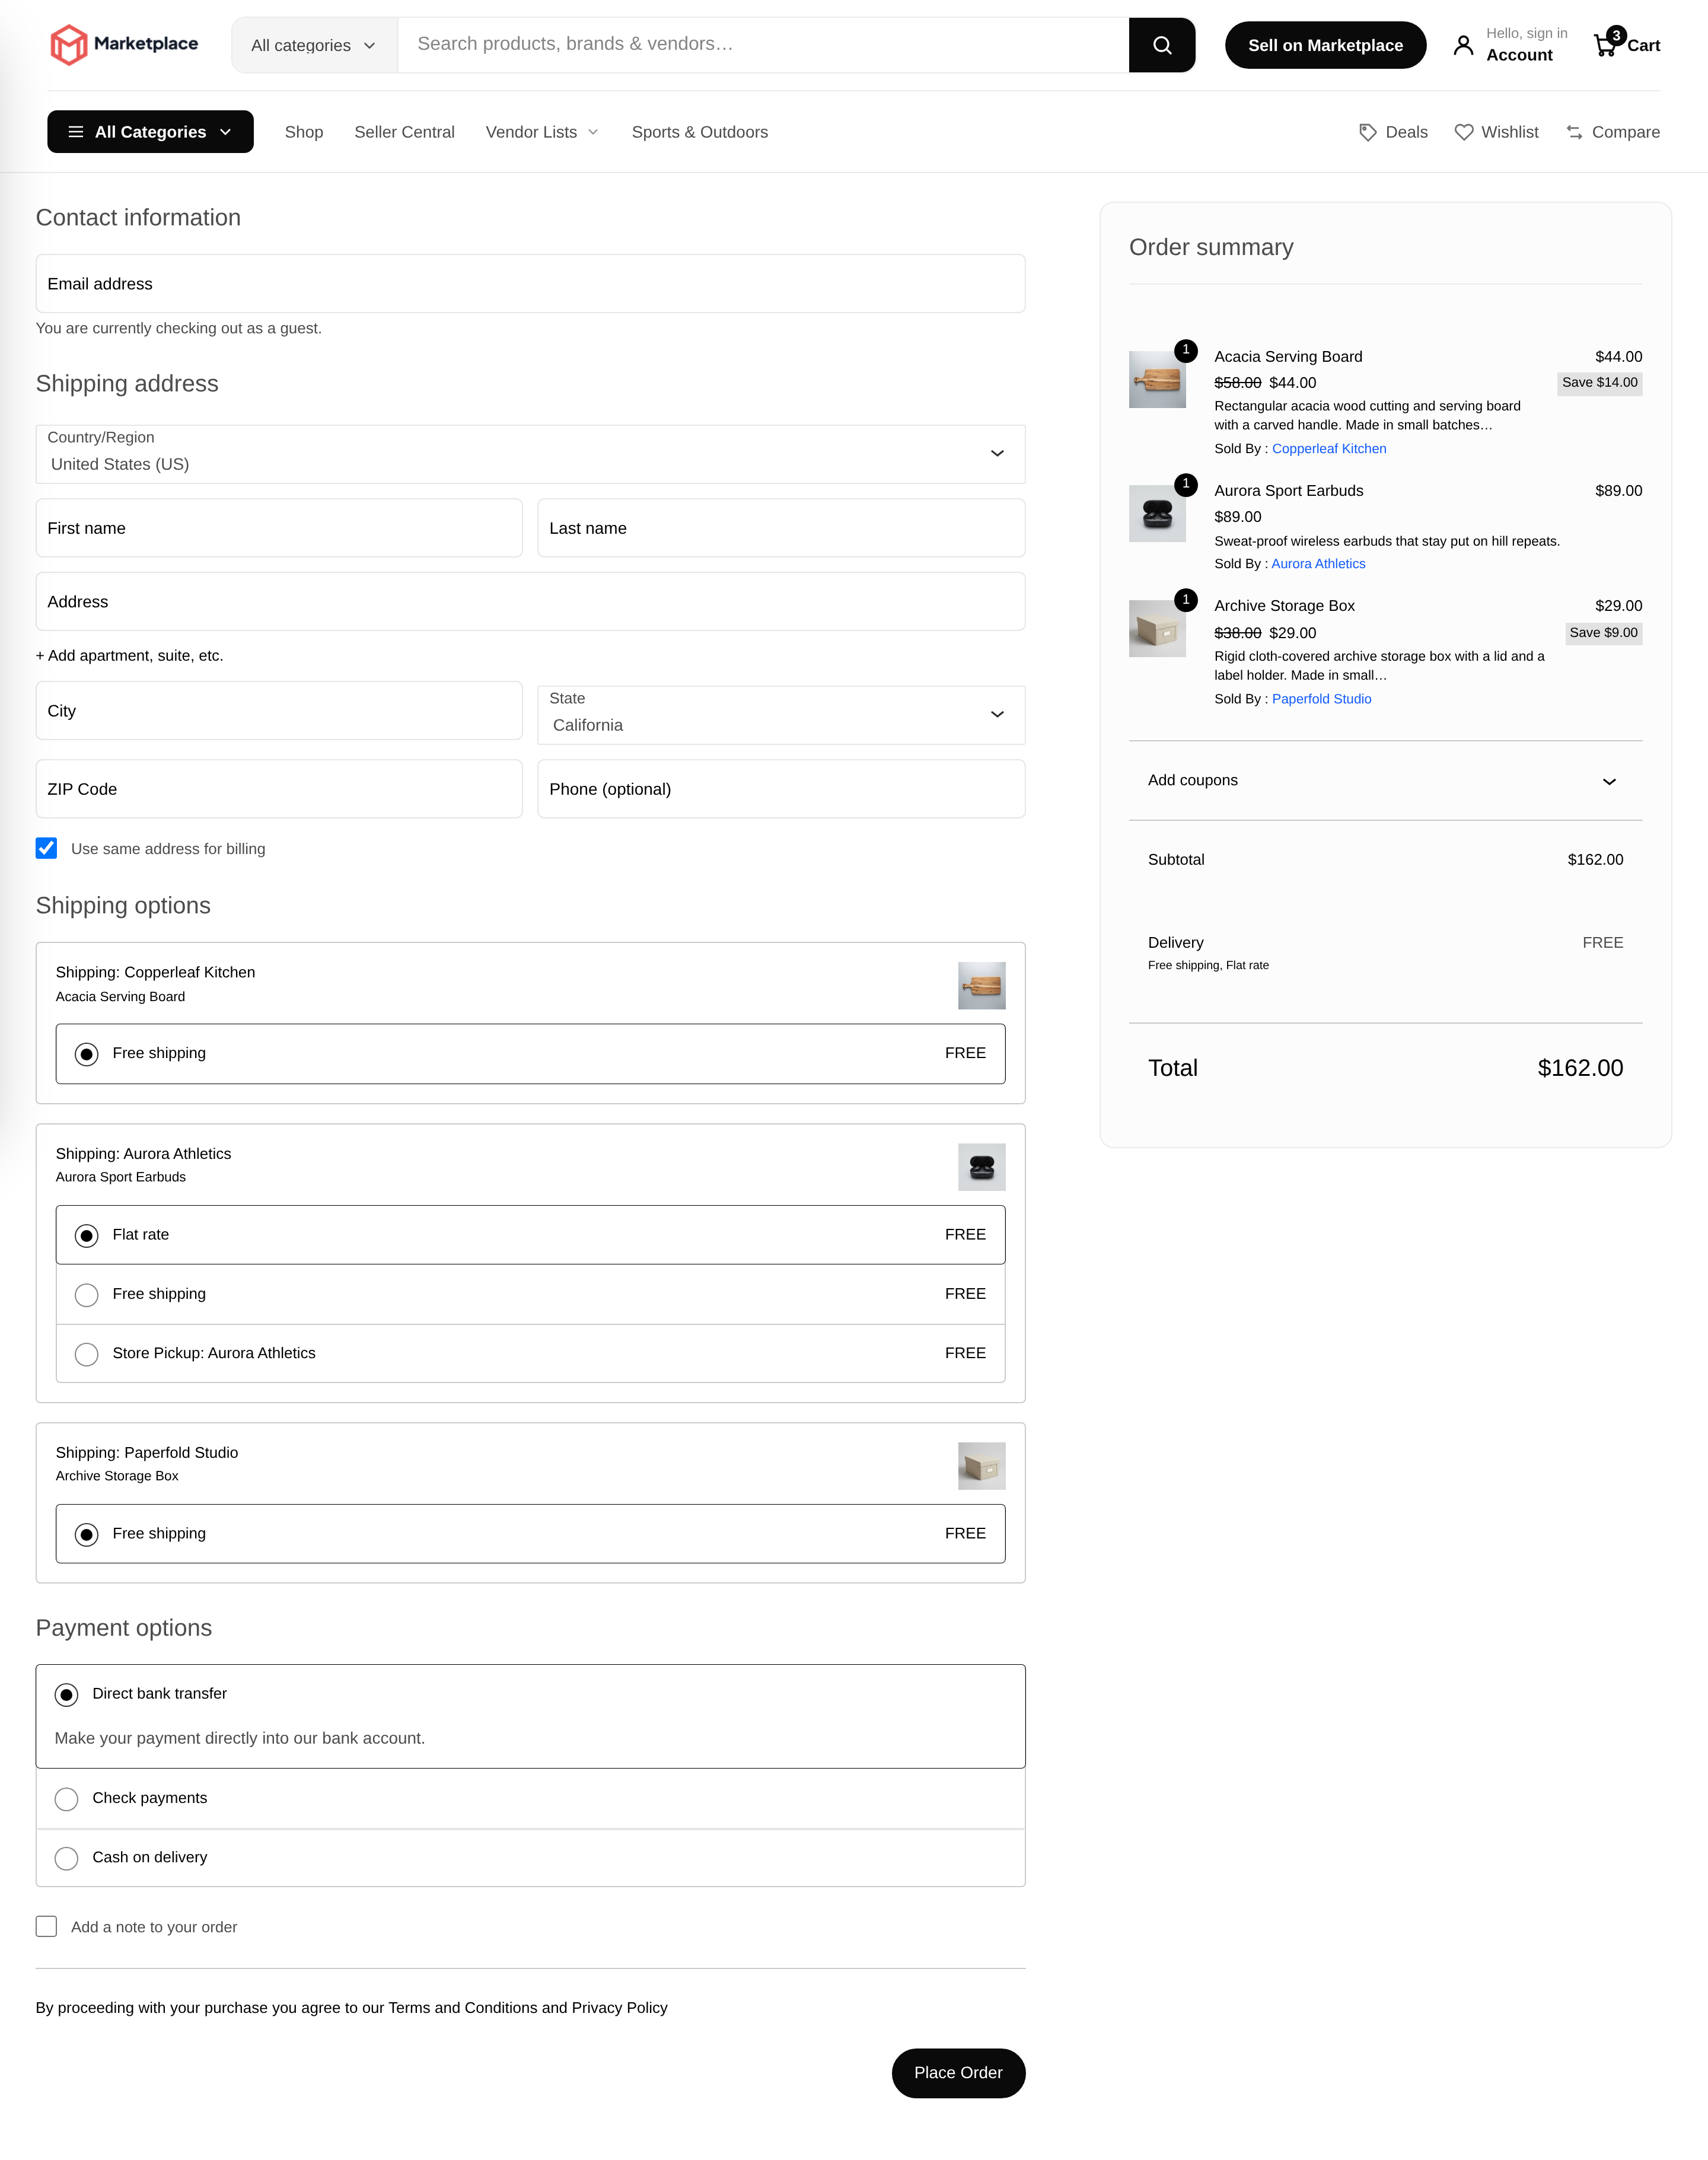 Marketplace
All categories
Search products, brands & vendors…
Sell on Marketplace
Hello, sign in
Account
3
Cart
All Categories
Shop
Seller Central
Vendor Lists
Sports & Outdoors
Deals
Wishlist
Compare
Contact information
Email address
You are currently checking out as a guest.
Shipping address
Country/Region
United States (US)
First name
Last name
Address
+ Add apartment, suite, etc.
City
State
California
ZIP Code
Phone (optional)
Use same address for billing
Shipping options
Shipping: Copperleaf Kitchen
Acacia Serving Board
Free shipping
FREE
Shipping: Aurora Athletics
Aurora Sport Earbuds
Flat rate
FREE
Free shipping
FREE
Store Pickup: Aurora Athletics
FREE
Shipping: Paperfold Studio
Archive Storage Box
Free shipping
FREE
Payment options
Direct bank transfer
Make your payment directly into our bank account.
Check payments
Cash on delivery
Add a note to your order
By proceeding with your purchase you agree to our Terms and Conditions and Privacy Policy
Place Order
Order summary
1
Acacia Serving Board
$44.00
$58.00 $44.00
Save $14.00
Rectangular acacia wood cutting and serving board
with a carved handle. Made in small batches…
Sold By : Copperleaf Kitchen
1
Aurora Sport Earbuds
$89.00
$89.00
Sweat-proof wireless earbuds that stay put on hill repeats.
Sold By : Aurora Athletics
1
Archive Storage Box
$29.00
$38.00 $29.00
Save $9.00
Rigid cloth-covered archive storage box with a lid and a
label holder. Made in small…
Sold By : Paperfold Studio
Add coupons
Subtotal
$162.00
Delivery
FREE
Free shipping, Flat rate
Total
$162.00